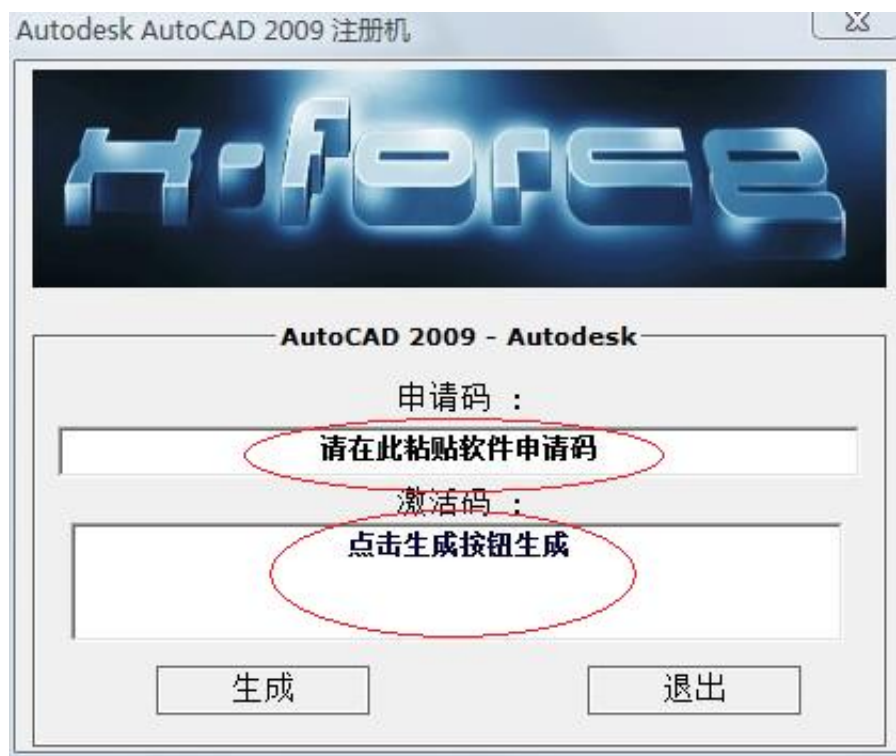 Autodesk AutoCAD 2009 注册机
X-force
AutoCAD 2009 - Autodesk
申请码 ：
请在此粘贴软件申请码
激活码 ：
点击生成按钮生成
生成
退出